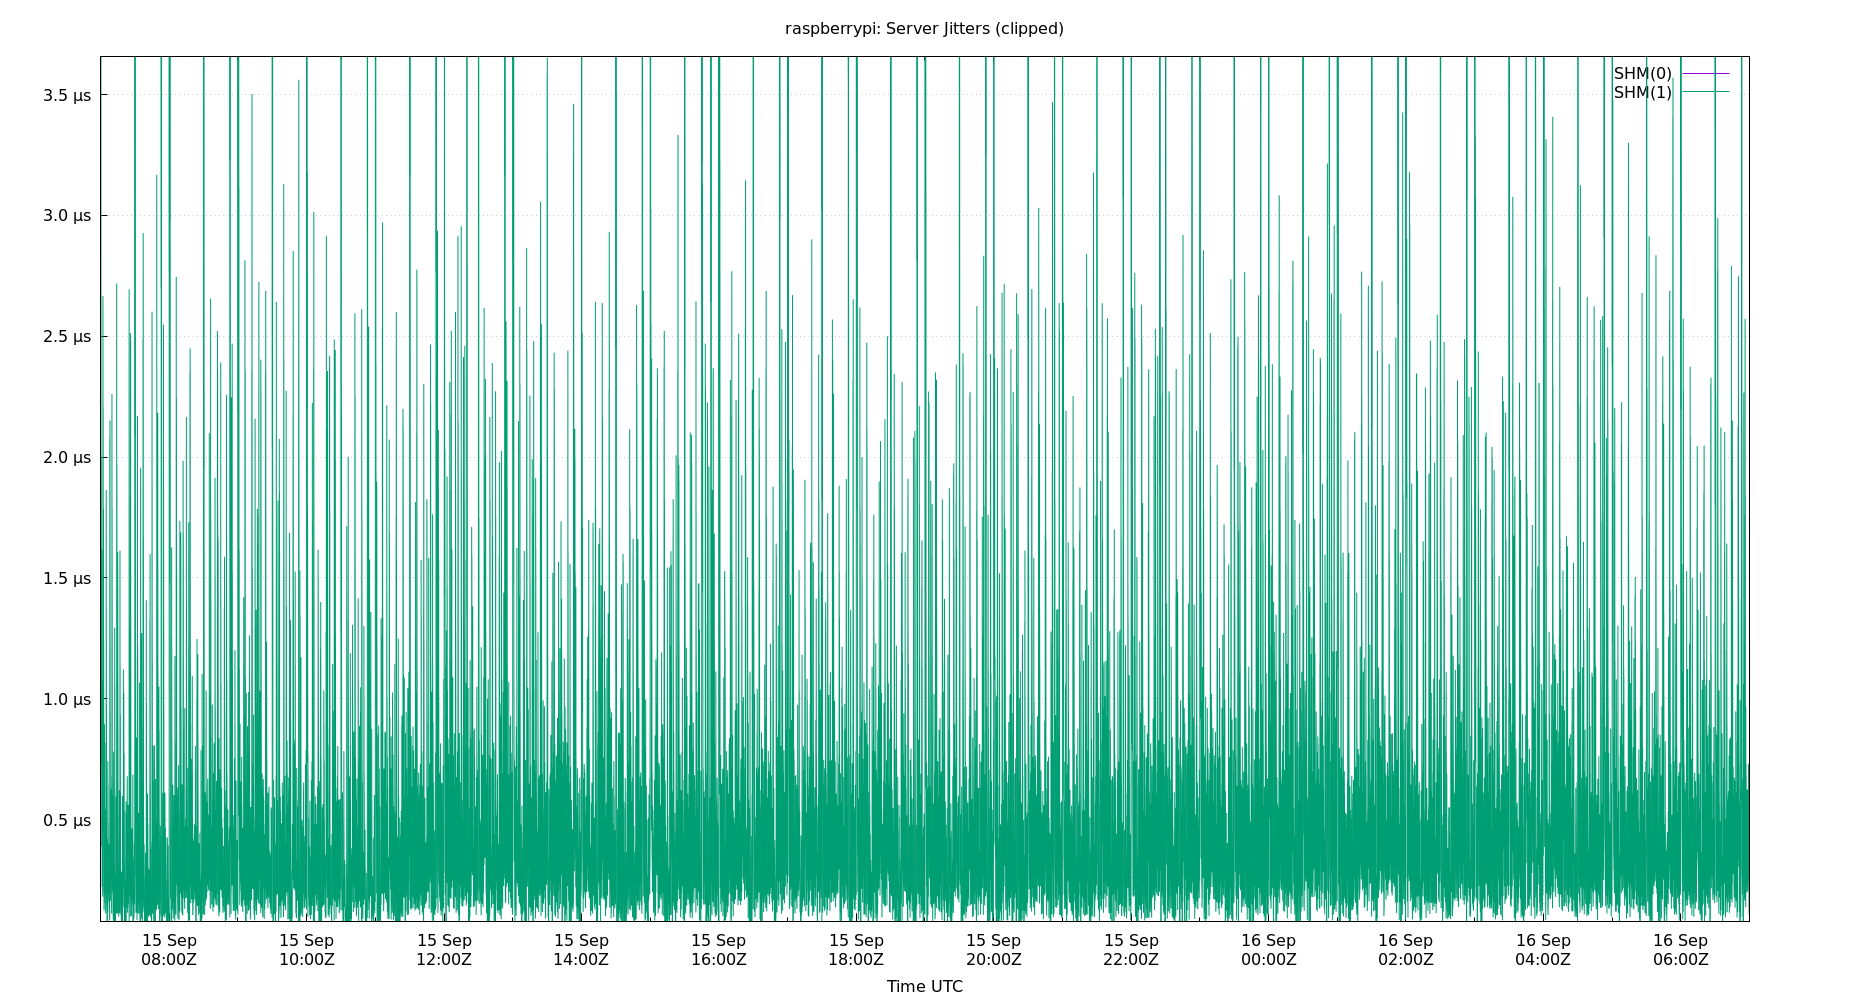 raspberrypi: Server Jitters (clipped)
SHM(0)
SHM(1)
3.5 µs
3.0 µs
2.5 µs
2.0 µs
1.5 µs
1.0 µs
0.5 µs
15 Sep 15 Sep 15 Sep 15 Sep 15 Sep 15 Sep 15 Sep 15 Sep 16 Sep 16 Sep 16 Sep 16 Sep
08:00Z 10:00Z 12:00Z 14:00Z 16:00Z 18:00Z 20:00Z 22:00Z 00:00Z 02:00Z 04:00Z 06:00Z
Time UTC